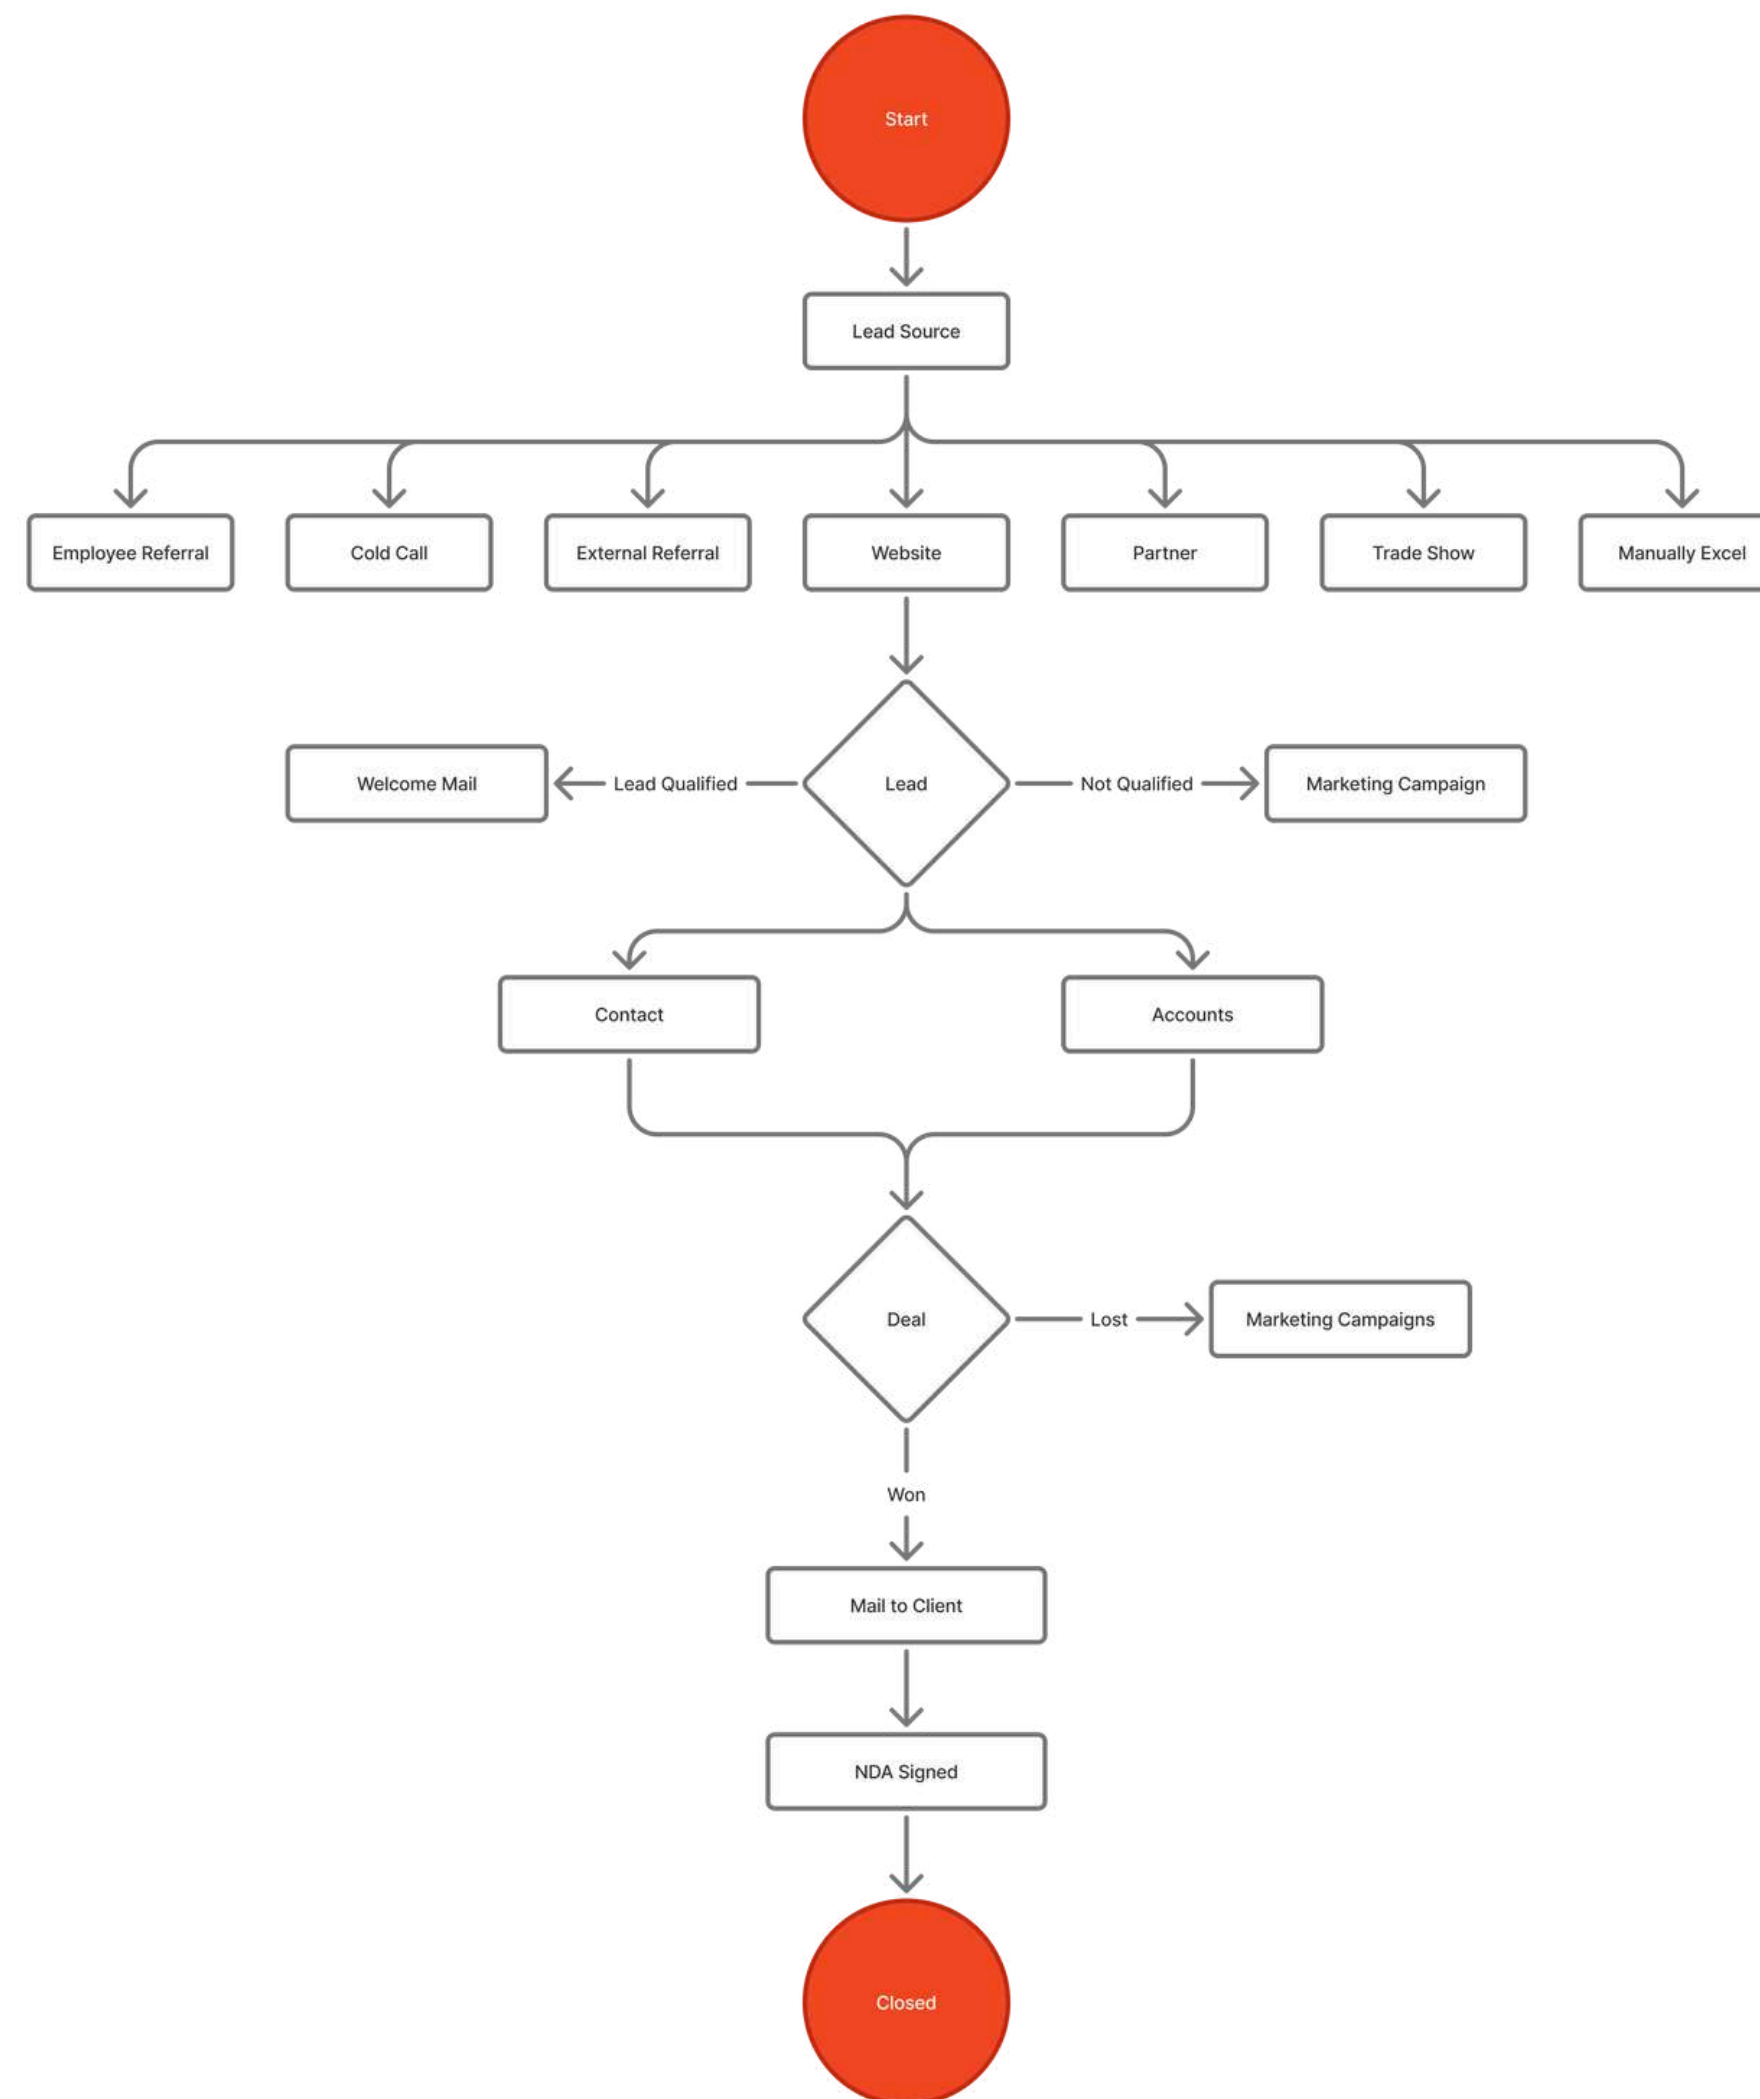 Start
Lead Source
Employee Referral
Cold Call
External Referral
Website
Partner
Trade Show
Manually Excel
Welcome Mail
Lead Qualified
Lead
Not Qualified
Marketing Campaign
Contact
Accounts
Deal
Lost
Marketing Campaigns
Won
Mail to Client
NDA Signed
Closed